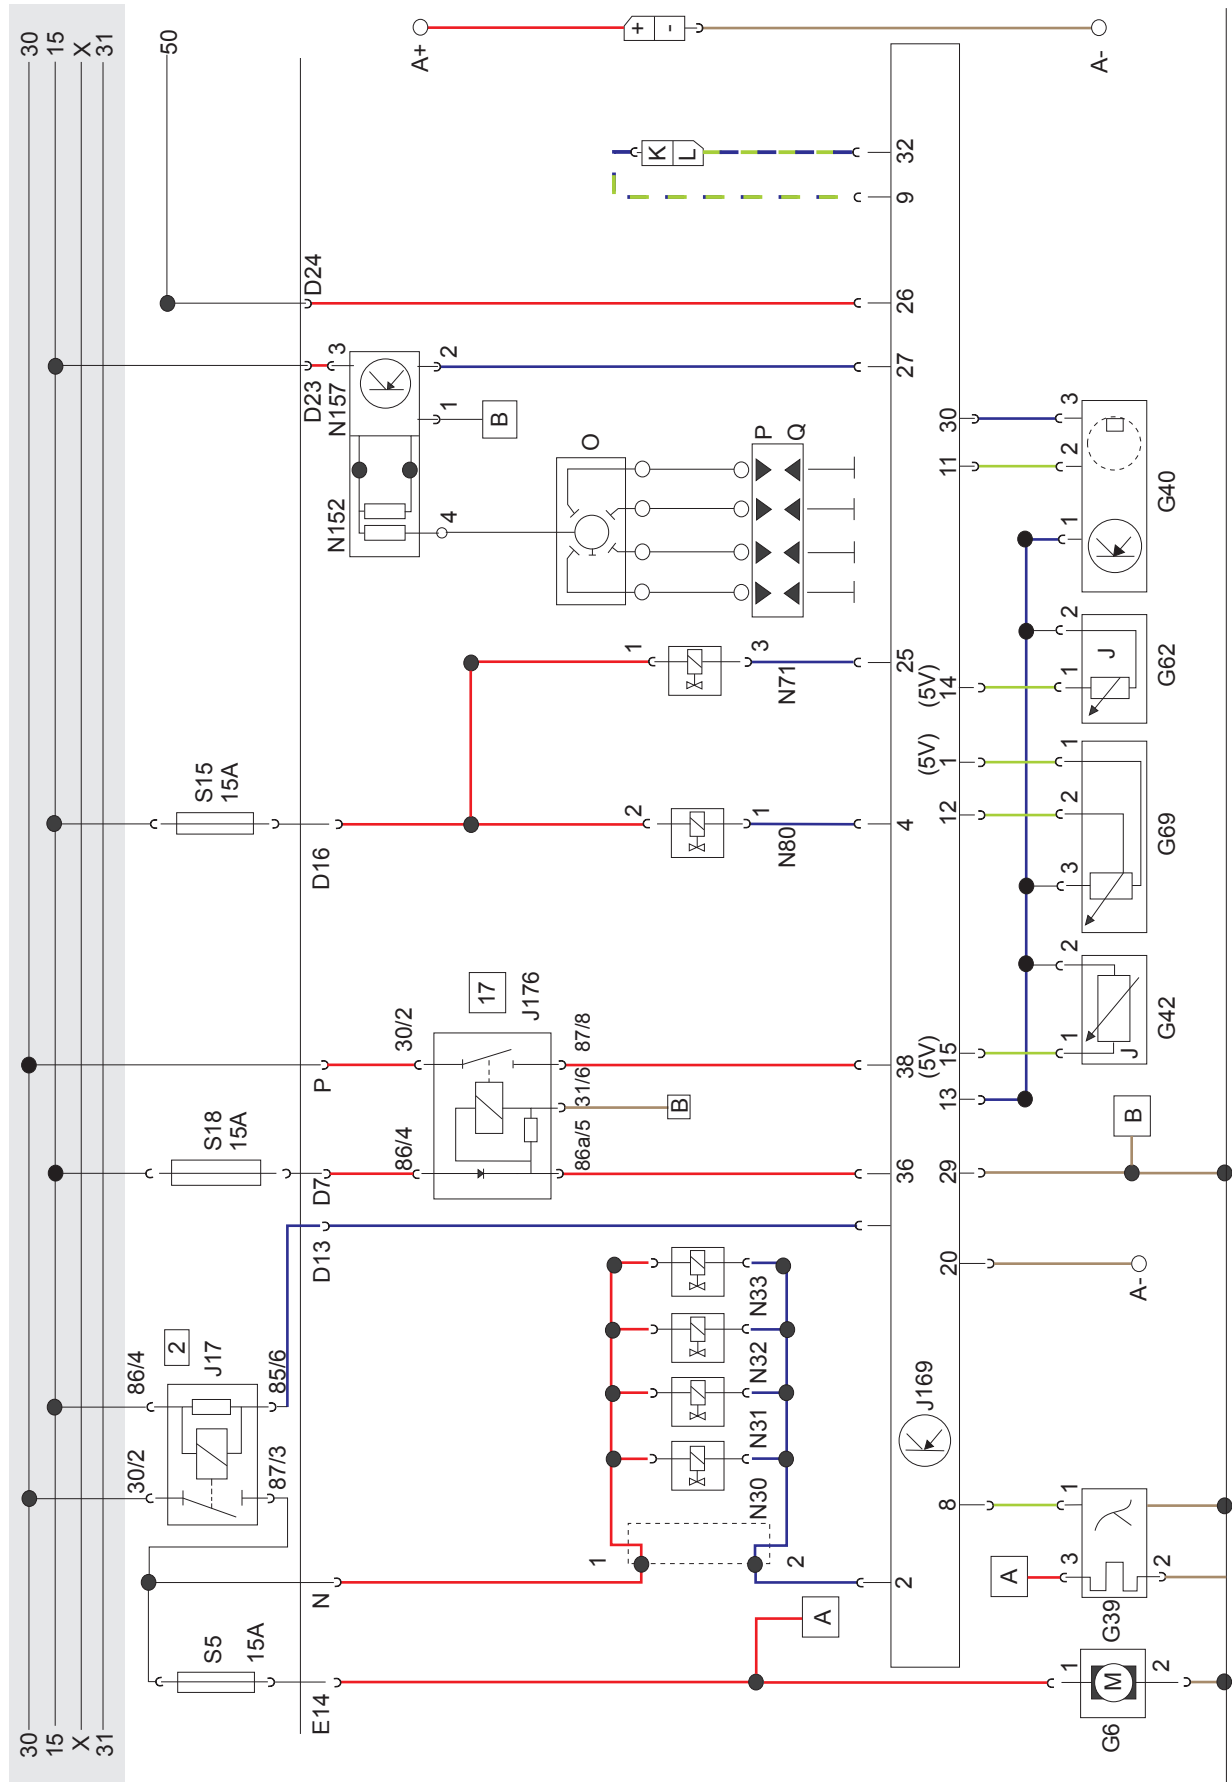 30
15
X
31
30
15
X
31
50
A+
+
-
A-
K
L
32
9
D24
26
D23
3
N157
2
27
1
B
N152
4
O
P
Q
30
3
11
2
1
G40
S15
15A
D16
1
N71
3
25
2
N80
1
4
(5V)
14
1
2
J
G62
(5V)
1
12
1
2
3
G69
S18
15A
P
30/2
17
J176
87/8
38
31/6
B
D7
86/4
86a/5
36
(5V)
15
13
1
2
J
G42
29
B
20
A-
D13
86/4
2
J17
85/6
30/2
87/3
N33
N32
N31
N30
1
2
2
N
J169
8
1
A
3
2
G39
S5
15A
E14
A
1
M
2
G6